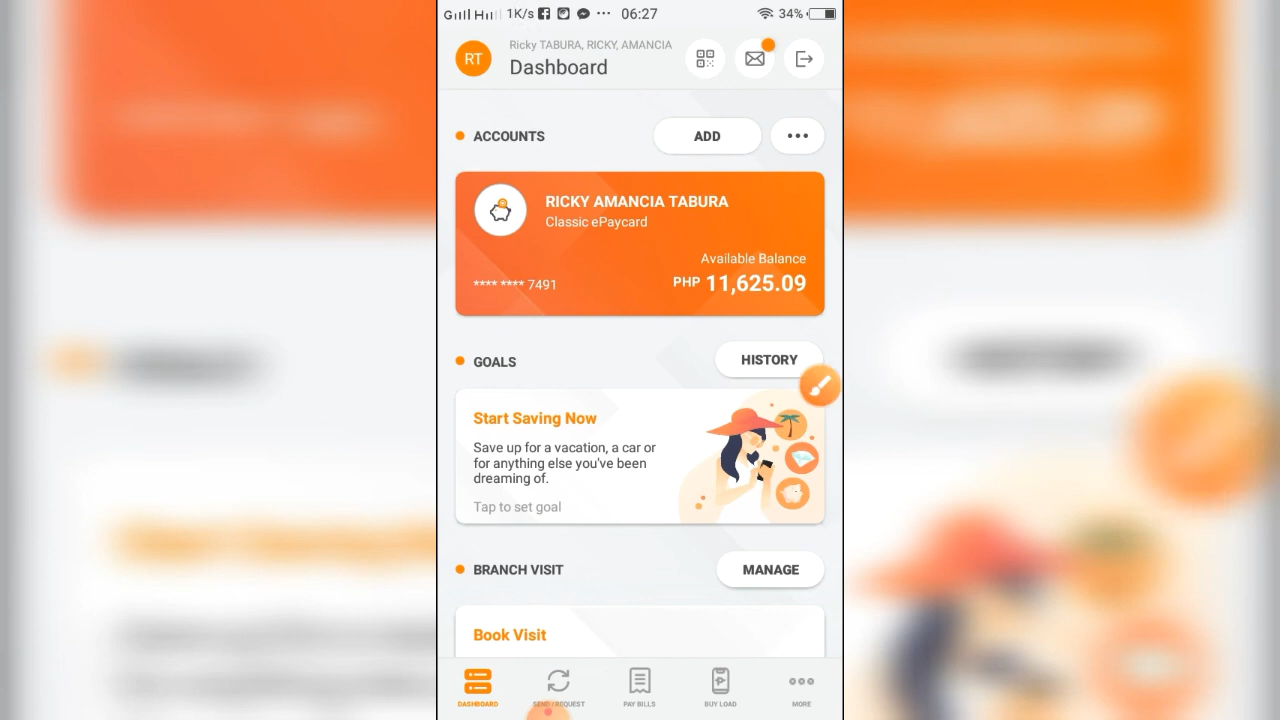 1K/s ... 06:27 34%
RT
Ricky TABURA, RICKY, AMANCIA
Dashboard
ACCOUNTS
ADD
RICKY AMANCIA TABURA
Classic ePaycard
Available Balance
**** **** 7491
PHP 11,625.09
GOALS
HISTORY
Start Saving Now
Save up for a vacation, a car or
for anything else you've been
dreaming of.
Tap to set goal
BRANCH VISIT
MANAGE
Book Visit
DASHBOARD
SEND / REQUEST
PAY BILLS
BUY LOAD
MORE